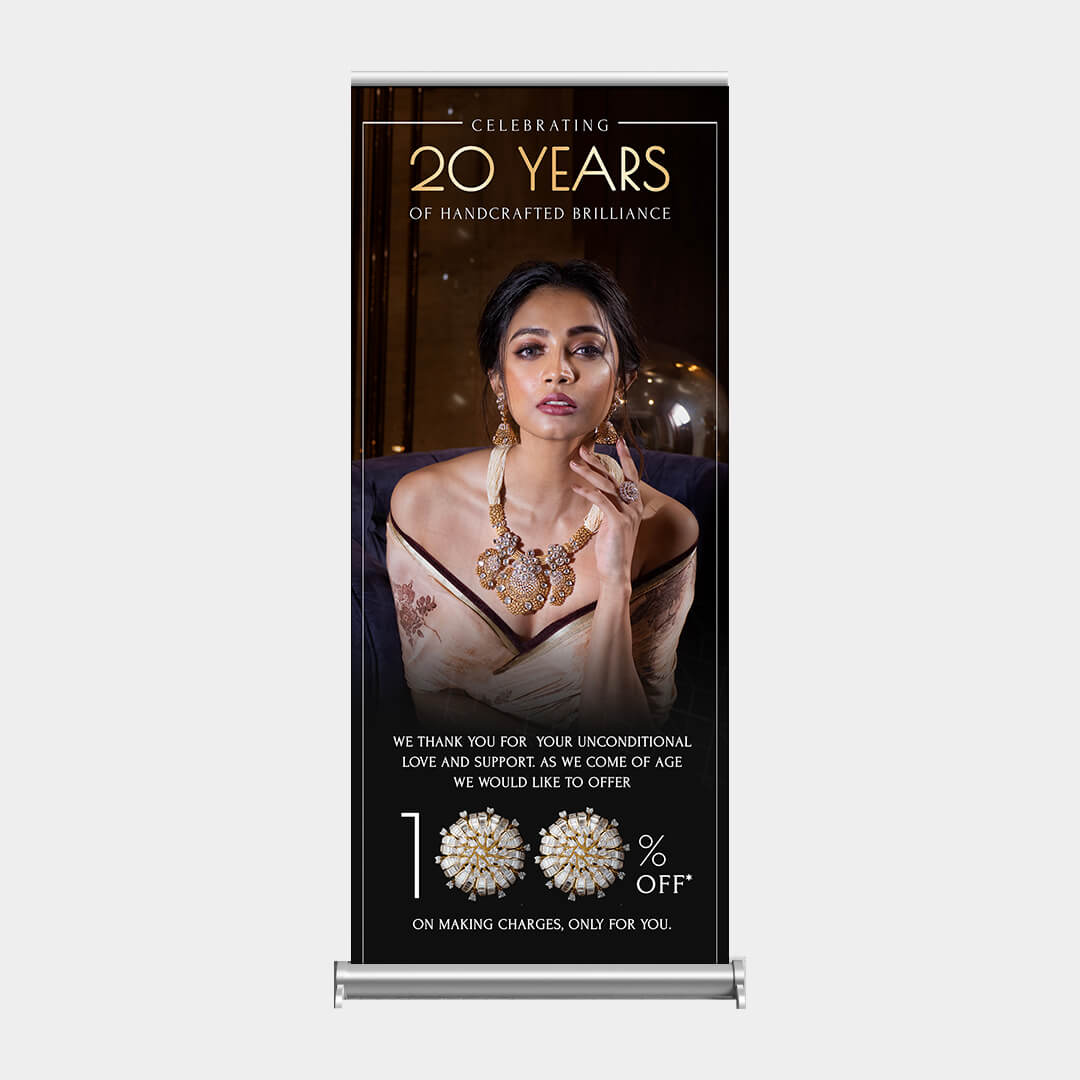 CELEBRATING
20 YEARS
OF HANDCRAFTED BRILLIANCE
WE THANK YOU FOR YOUR UNCONDITIONAL
LOVE AND SUPPORT. AS WE COME OF AGE
WE WOULD LIKE TO OFFER
100%
OFF*
ON MAKING CHARGES, ONLY FOR YOU.